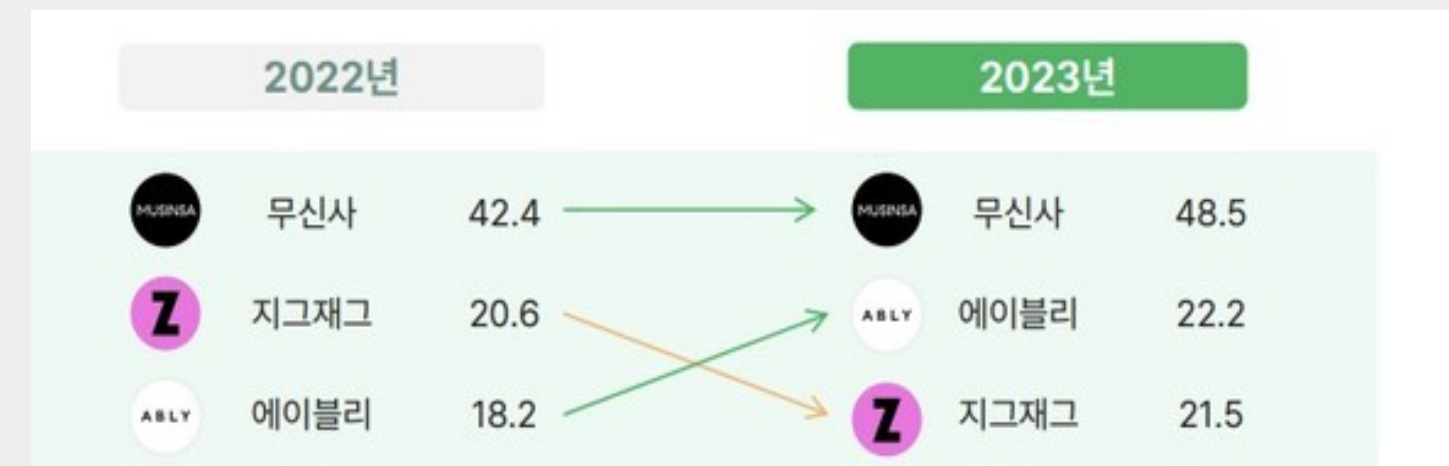 2022년 2023년
MUSINSA 무신사 42.4 MUSINSA 무신사 48.5
Z 지그재그 20.6 ABLY 에이블리 22.2
ABLY 에이블리 18.2 Z 지그재그 21.5